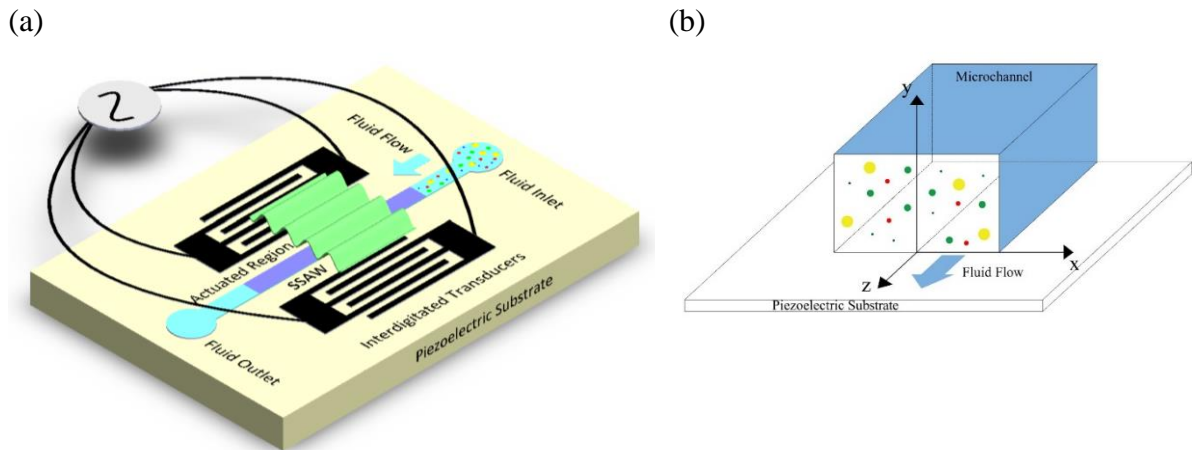 (a)
Fluid Flow
Fluid Inlet
Actuated Region
SSAW
Interdigitated Transducers
Fluid Outlet
Piezoelectric Substrate
(b)
Microchannel
y
x
z
Fluid Flow
Piezoelectric Substrate